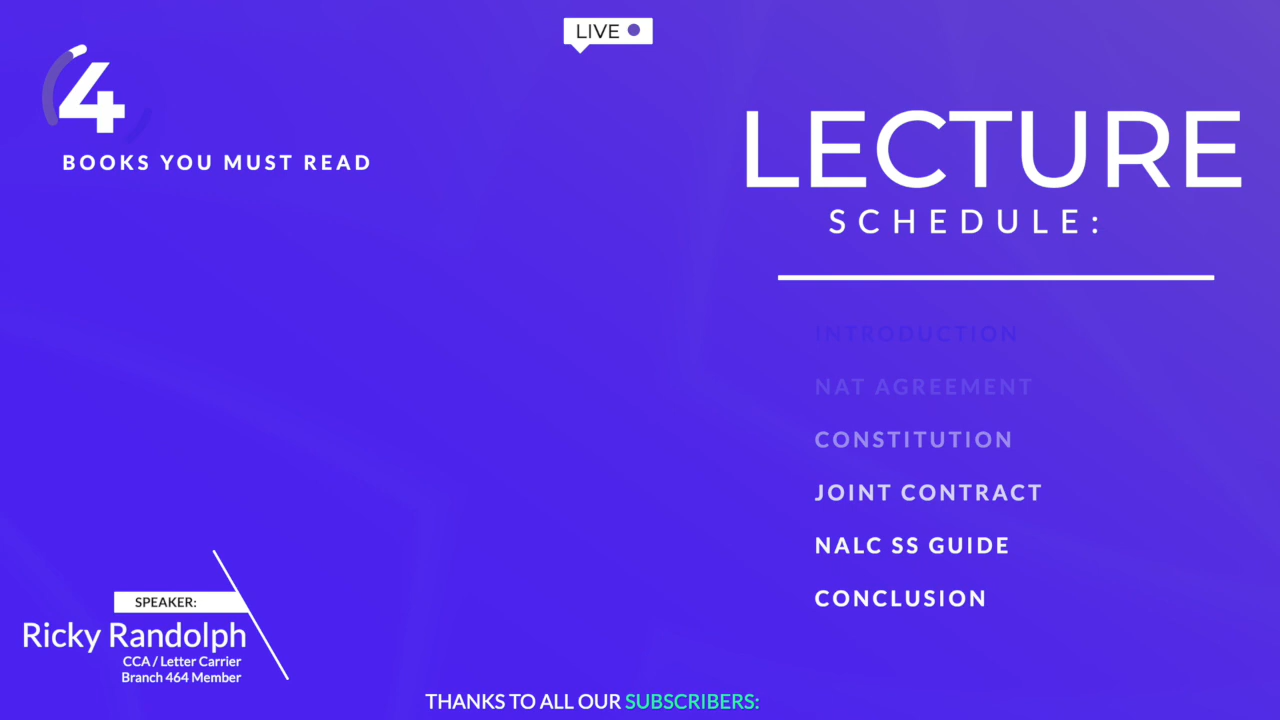 LIVE
4
BOOKS YOU MUST READ
LECTURE
SCHEDULE:
INTRODUCTION
NAT AGREEMENT
CONSTITUTION
JOINT CONTRACT
NALC SS GUIDE
CONCLUSION
SPEAKER:
Ricky Randolph
CCA / Letter Carrier
Branch 464 Member
THANKS TO ALL OUR SUBSCRIBERS: